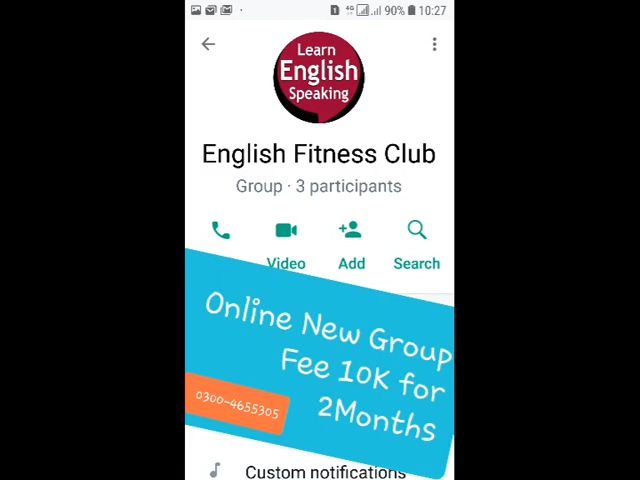 4G 90% 10:27
Learn
English
Speaking
English Fitness Club
Group · 3 participants
Video Add Search
Online New Group
Fee 10K for
2Months
0300-4655305
Custom notifications